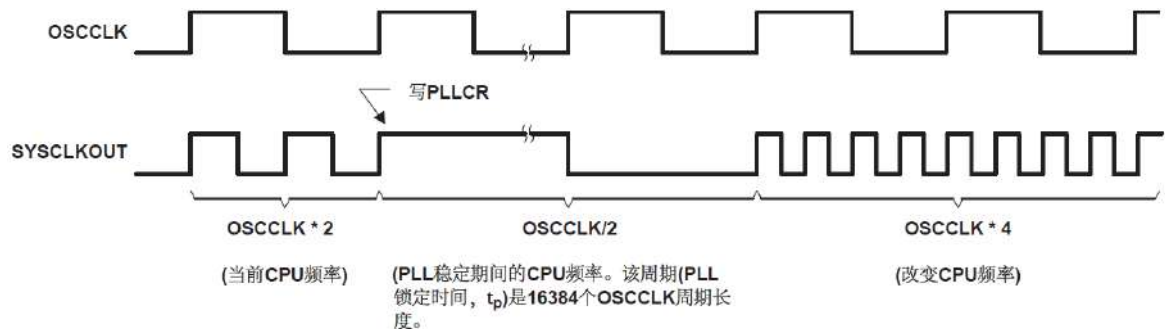 OSCCLK
写PLLCR
SYSCLKOUT
OSCCLK * 2
OSCCLK/2
OSCCLK * 4
(当前CPU频率)
(PLL稳定期间的CPU频率。该周期(PLL
锁定时间，tp)是16384个OSCCLK周期长
度。
(改变CPU频率)